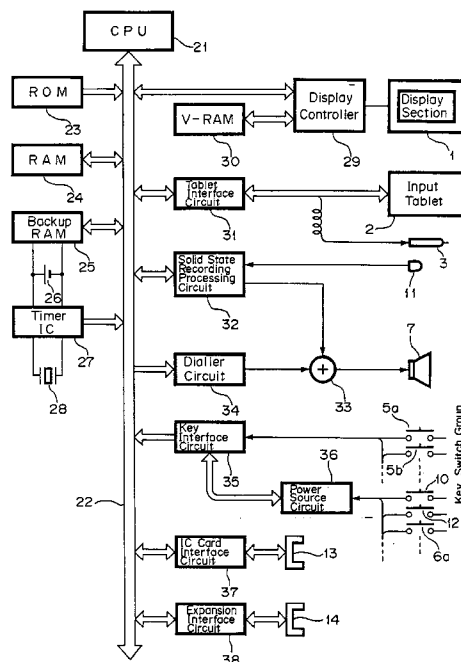 CPU
21
ROM
23
Display
Controller
29
Display
Section
1
V-RAM
30
RAM
24
Tablet Interface
Circuit
31
Input
Tablet
2
3
Backup
RAM
25
Solid State
Recording
Processing
Circuit
32
11
26
Timer
IC
27
28
7
Dialler
Circuit
34
33
Key
Interface
Circuit
35
5a
5b
Key Switch Group
36
Power
Source
Circuit
10
12
6a
22
IC Card
Interface
Circuit
37
13
Expansion
Interface
Circuit
38
14